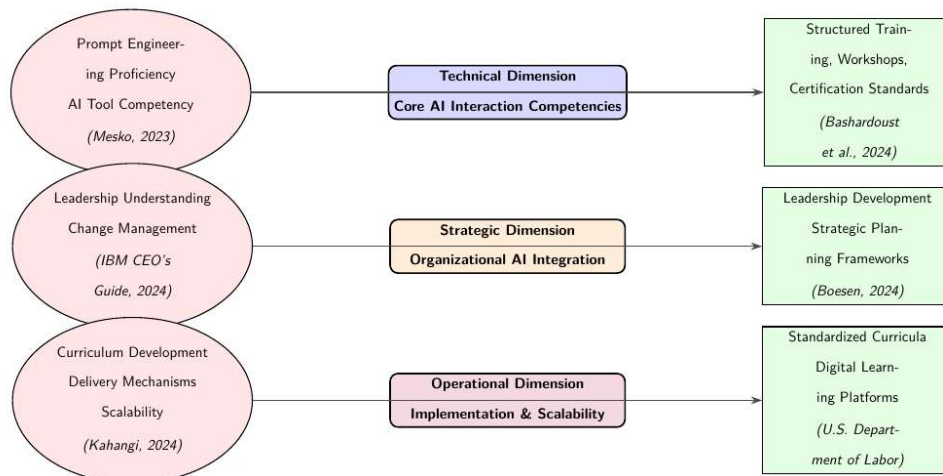 Prompt Engineer-
ing Proficiency
AI Tool Competency
(Mesko, 2023)
Technical Dimension
Core AI Interaction Competencies
Structured Train-
ing, Workshops,
Certification Standards
(Bashardoust
et al., 2024)
Leadership Understanding
Change Management
(IBM CEO's
Guide, 2024)
Strategic Dimension
Organizational AI Integration
Leadership Development
Strategic Plan-
ning Frameworks
(Boesen, 2024)
Curriculum Development
Delivery Mechanisms
Scalability
(Kahangi, 2024)
Operational Dimension
Implementation & Scalability
Standardized Curricula
Digital Learn-
ing Platforms
(U.S. Depart-
ment of Labor)